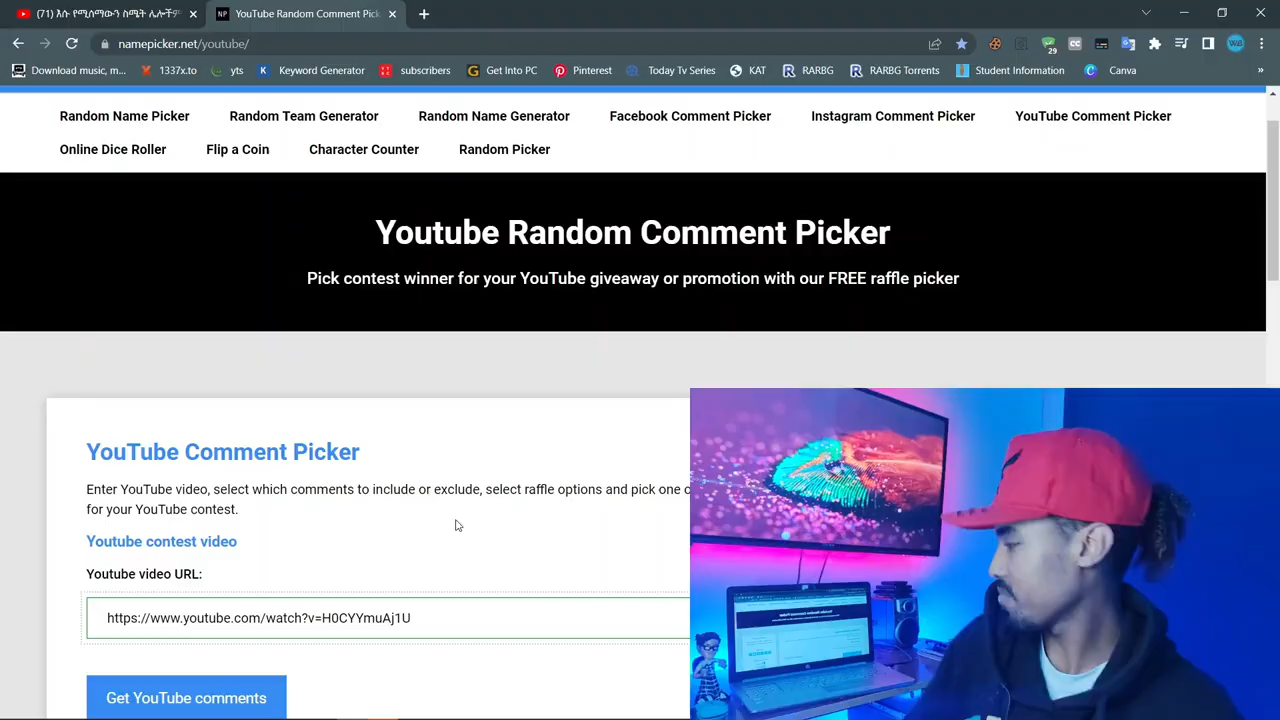 (71) እሱ የሚሰማውን ስሜት ሌሎችም
YouTube Random Comment Pick
namepicker.net/youtube/
29
CC
Download music, m...
1337x.to
yts
Keyword Generator
subscribers
Get Into PC
Pinterest
Today Tv Series
KAT
RARBG
RARBG Torrents
Student Information
Canva
»
Random Name Picker
Random Team Generator
Random Name Generator
Facebook Comment Picker
Instagram Comment Picker
YouTube Comment Picker
Online Dice Roller
Flip a Coin
Character Counter
Random Picker
Youtube Random Comment Picker
Pick contest winner for your YouTube giveaway or promotion with our FREE raffle picker
YouTube Comment Picker
Enter YouTube video, select which comments to include or exclude, select raffle options and pick one o
for your YouTube contest.
Youtube contest video
Youtube video URL:
https://www.youtube.com/watch?v=H0CYYmuAj1U
Get YouTube comments